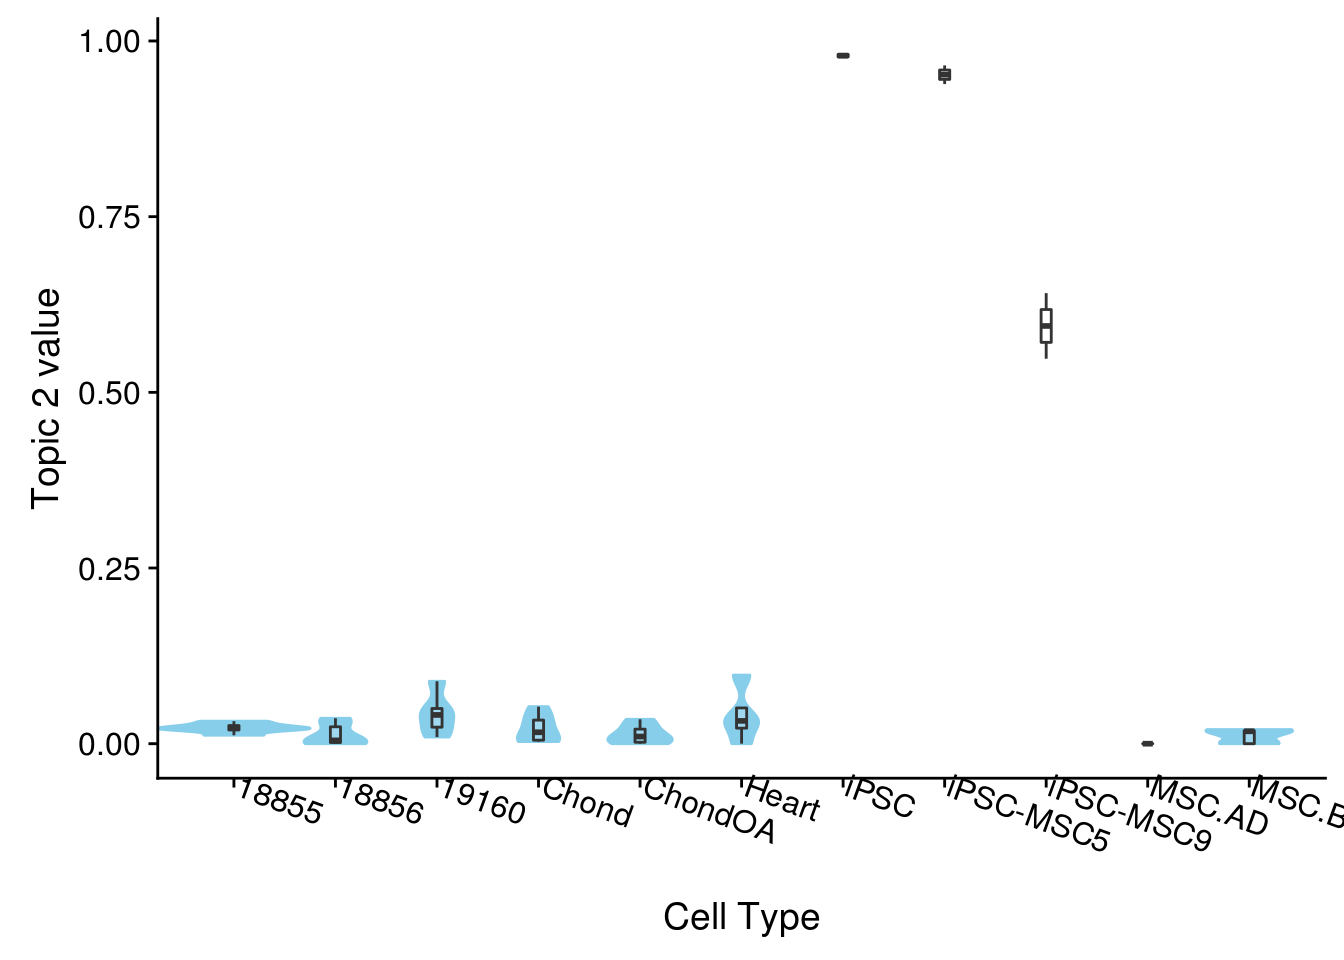 1.00
0.75
0.50
0.25
0.00
Topic 2 value
18855
18856
19160
Chond
ChondOA
Heart
iPSC
iPSC-MSC5
iPSC-MSC9
MSC.AD
MSC.B
Cell Type